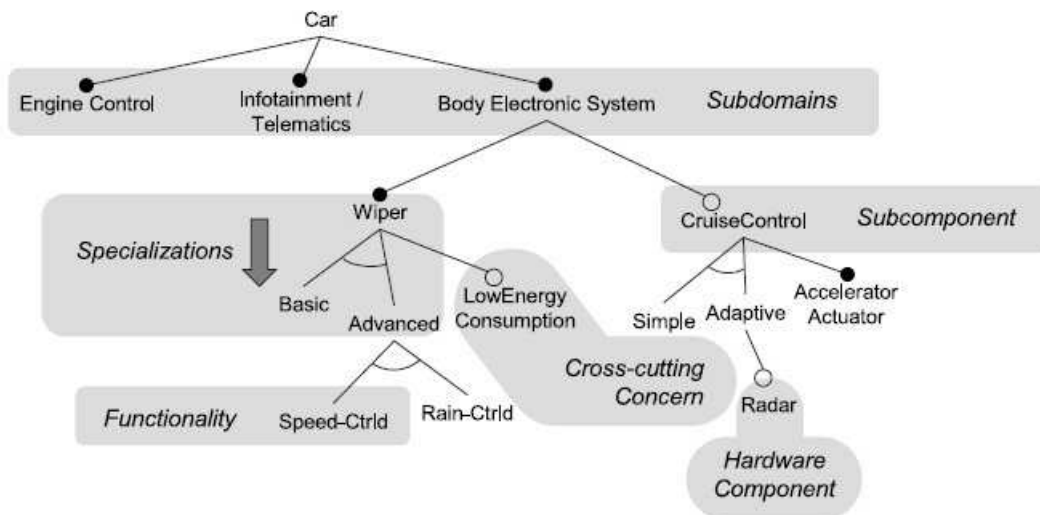 Car
Engine Control
Infotainment /
Telematics
Body Electronic System
Subdomains
Wiper
CruiseControl
Subcomponent
Specializations
Basic
Advanced
LowEnergy
Consumption
Simple
Adaptive
Accelerator
Actuator
Cross-cutting
Concern
Functionality
Speed-Ctrld
Rain-Ctrld
Radar
Hardware
Component